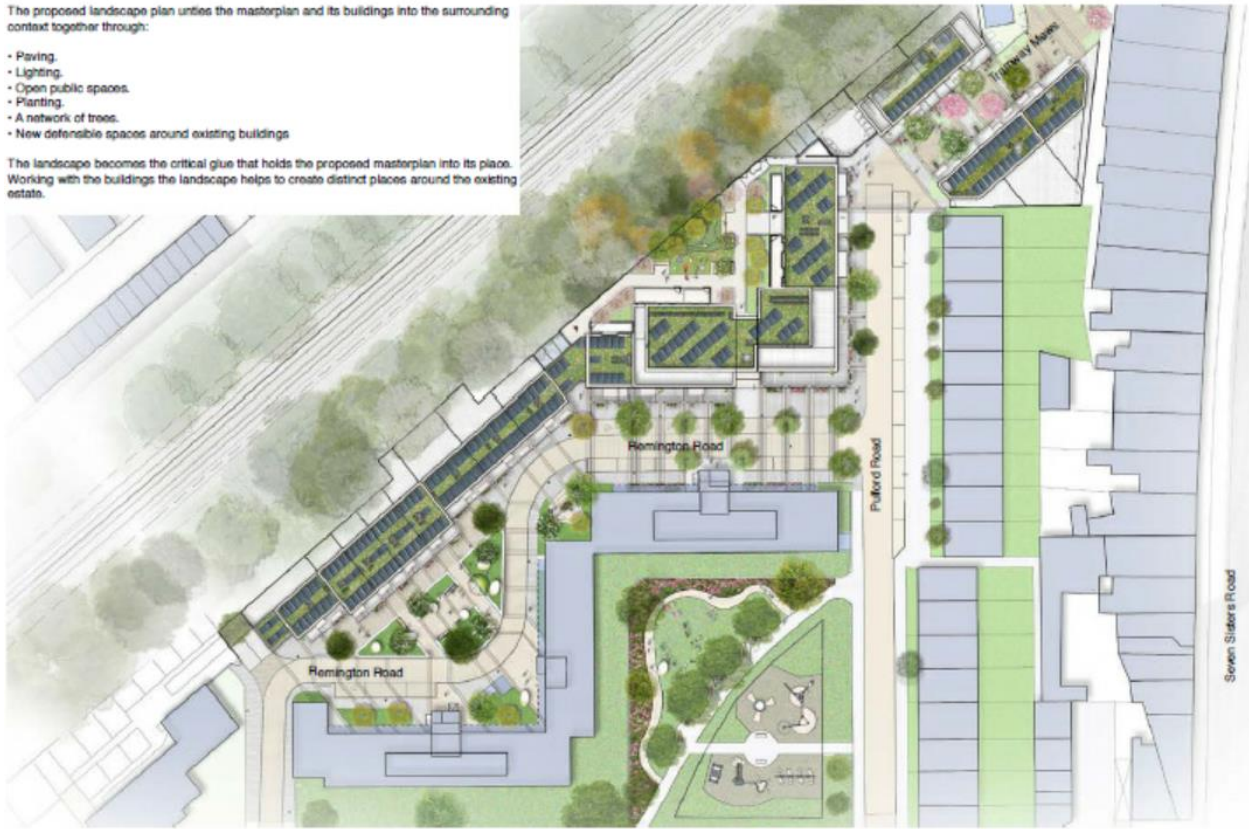 The proposed landscape plan unties the masterplan and its buildings into the surrounding
context together through:
• Paving.
• Lighting.
• Open public spaces.
• Planting.
• A network of trees.
• New defensible spaces around existing buildings
The landscape becomes the critical glue that holds the proposed masterplan into its place.
Working with the buildings the landscape helps to create distinct places around the existing
estate.
Tramway Mews
Remington Road
Pulford Road
Seven Sisters Road
Remington Road